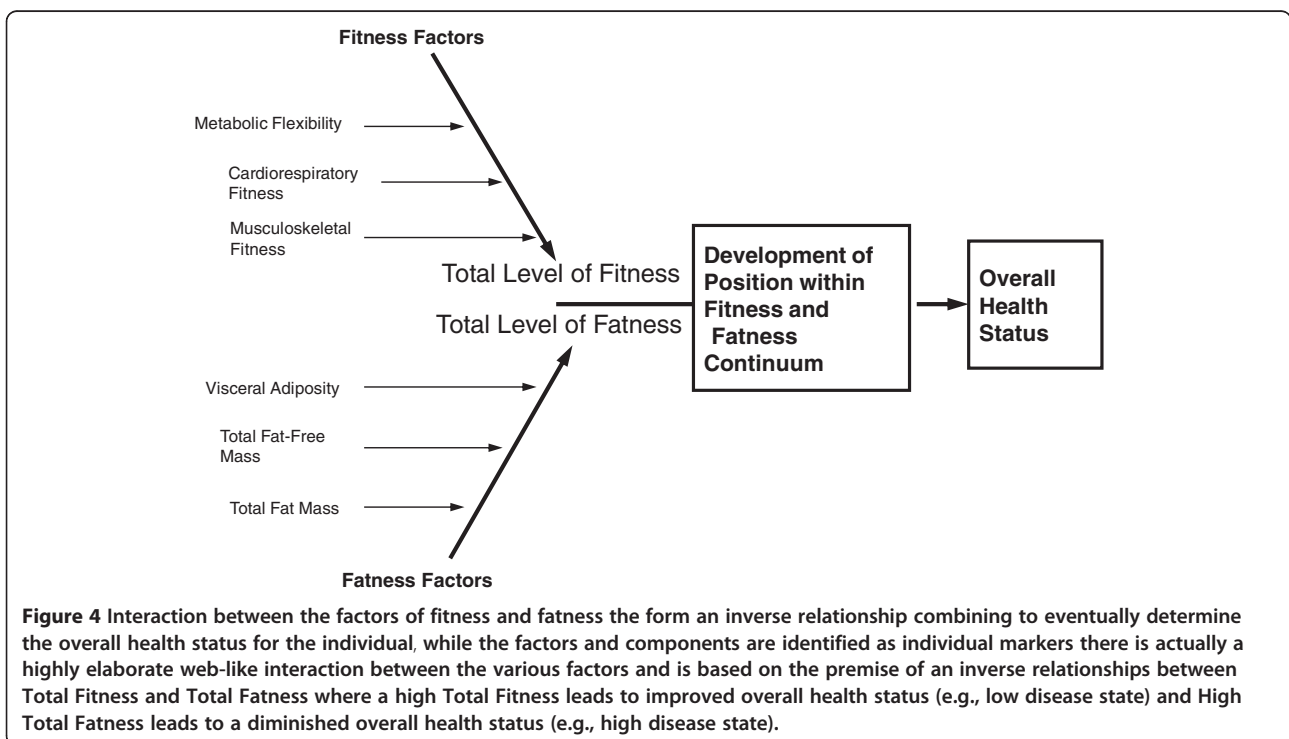 Fitness Factors
Metabolic Flexibility
Cardiorespiratory
Fitness
Musculoskeletal
Fitness
Total Level of Fitness
Total Level of Fatness
Development of
Position within
Fitness and
Fatness
Continuum
Overall
Health
Status
Visceral Adiposity
Total Fat-Free
Mass
Total Fat Mass
Fatness Factors
Figure 4 Interaction between the factors of fitness and fatness the form an inverse relationship combining to eventually determine
the overall health status for the individual, while the factors and components are identified as individual markers there is actually a
highly elaborate web-like interaction between the various factors and is based on the premise of an inverse relationships between
Total Fitness and Total Fatness where a high Total Fitness leads to improved overall health status (e.g., low disease state) and High
Total Fatness leads to a diminished overall health status (e.g., high disease state).